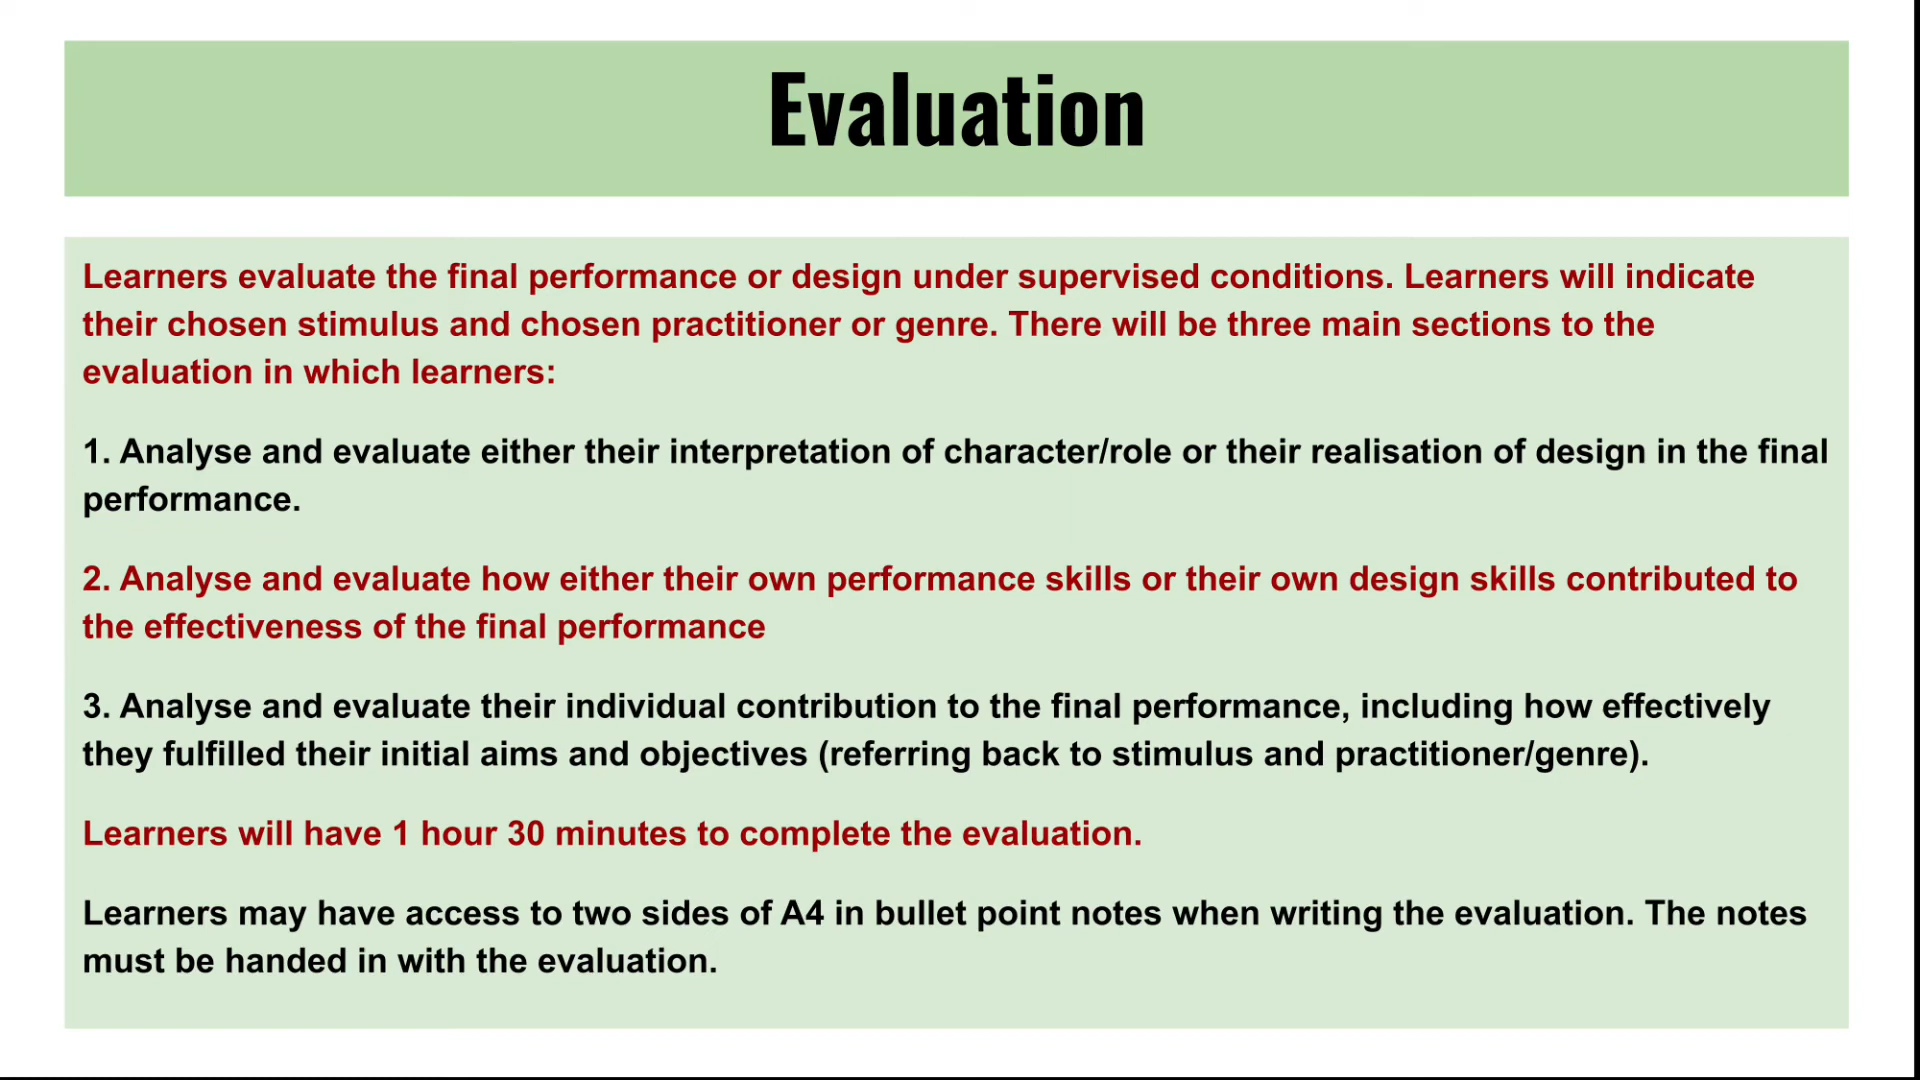 Evaluation
Learners evaluate the final performance or design under supervised conditions. Learners will indicate
their chosen stimulus and chosen practitioner or genre. There will be three main sections to the
evaluation in which learners:
1. Analyse and evaluate either their interpretation of character/role or their realisation of design in the final
performance.
2. Analyse and evaluate how either their own performance skills or their own design skills contributed to
the effectiveness of the final performance
3. Analyse and evaluate their individual contribution to the final performance, including how effectively
they fulfilled their initial aims and objectives (referring back to stimulus and practitioner/genre).
Learners will have 1 hour 30 minutes to complete the evaluation.
Learners may have access to two sides of A4 in bullet point notes when writing the evaluation. The notes
must be handed in with the evaluation.